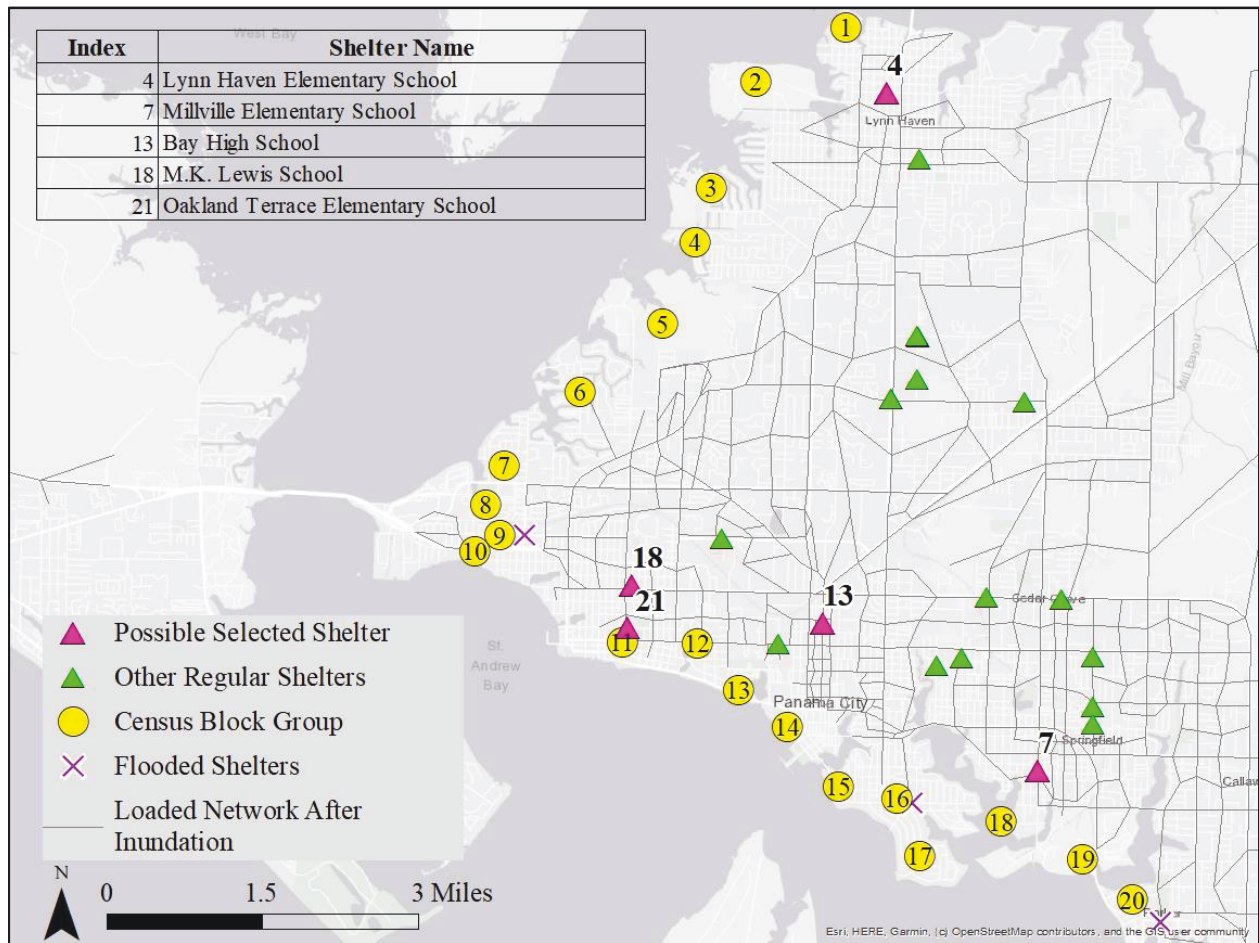 West Bay
Index Shelter Name
4 Lynn Haven Elementary School
7 Millville Elementary School
13 Bay High School
18 M.K. Lewis School
21 Oakland Terrace Elementary School
1
4
2
Lynn Haven
3
4
5
Mill Bayou
6
7
8
9
10
18
21
13
Cedar Grove
11
12
St.
Andrew
Bay
13
Panama City
14
7
Springfield
15
16
Callaw
18
17
19
20
Parker
Possible Selected Shelter
Other Regular Shelters
Census Block Group
Flooded Shelters
Loaded Network After
Inundation
N
0 1.5 3 Miles
Esri, HERE, Garmin, (c) OpenStreetMap contributors, and the GIS user community